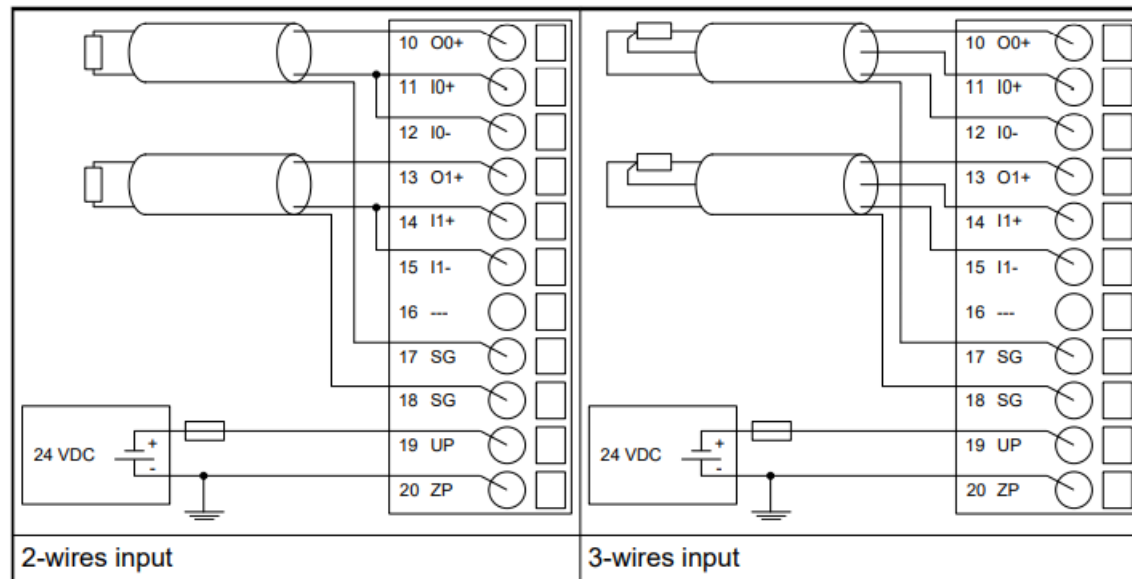 10 O0+
11 I0+
12 I0-
13 O1+
14 I1+
15 I1-
16 ---
17 SG
18 SG
19 UP
20 ZP
24 VDC
+
-
2-wires input
10 O0+
11 I0+
12 I0-
13 O1+
14 I1+
15 I1-
16 ---
17 SG
18 SG
19 UP
20 ZP
24 VDC
+
-
3-wires input